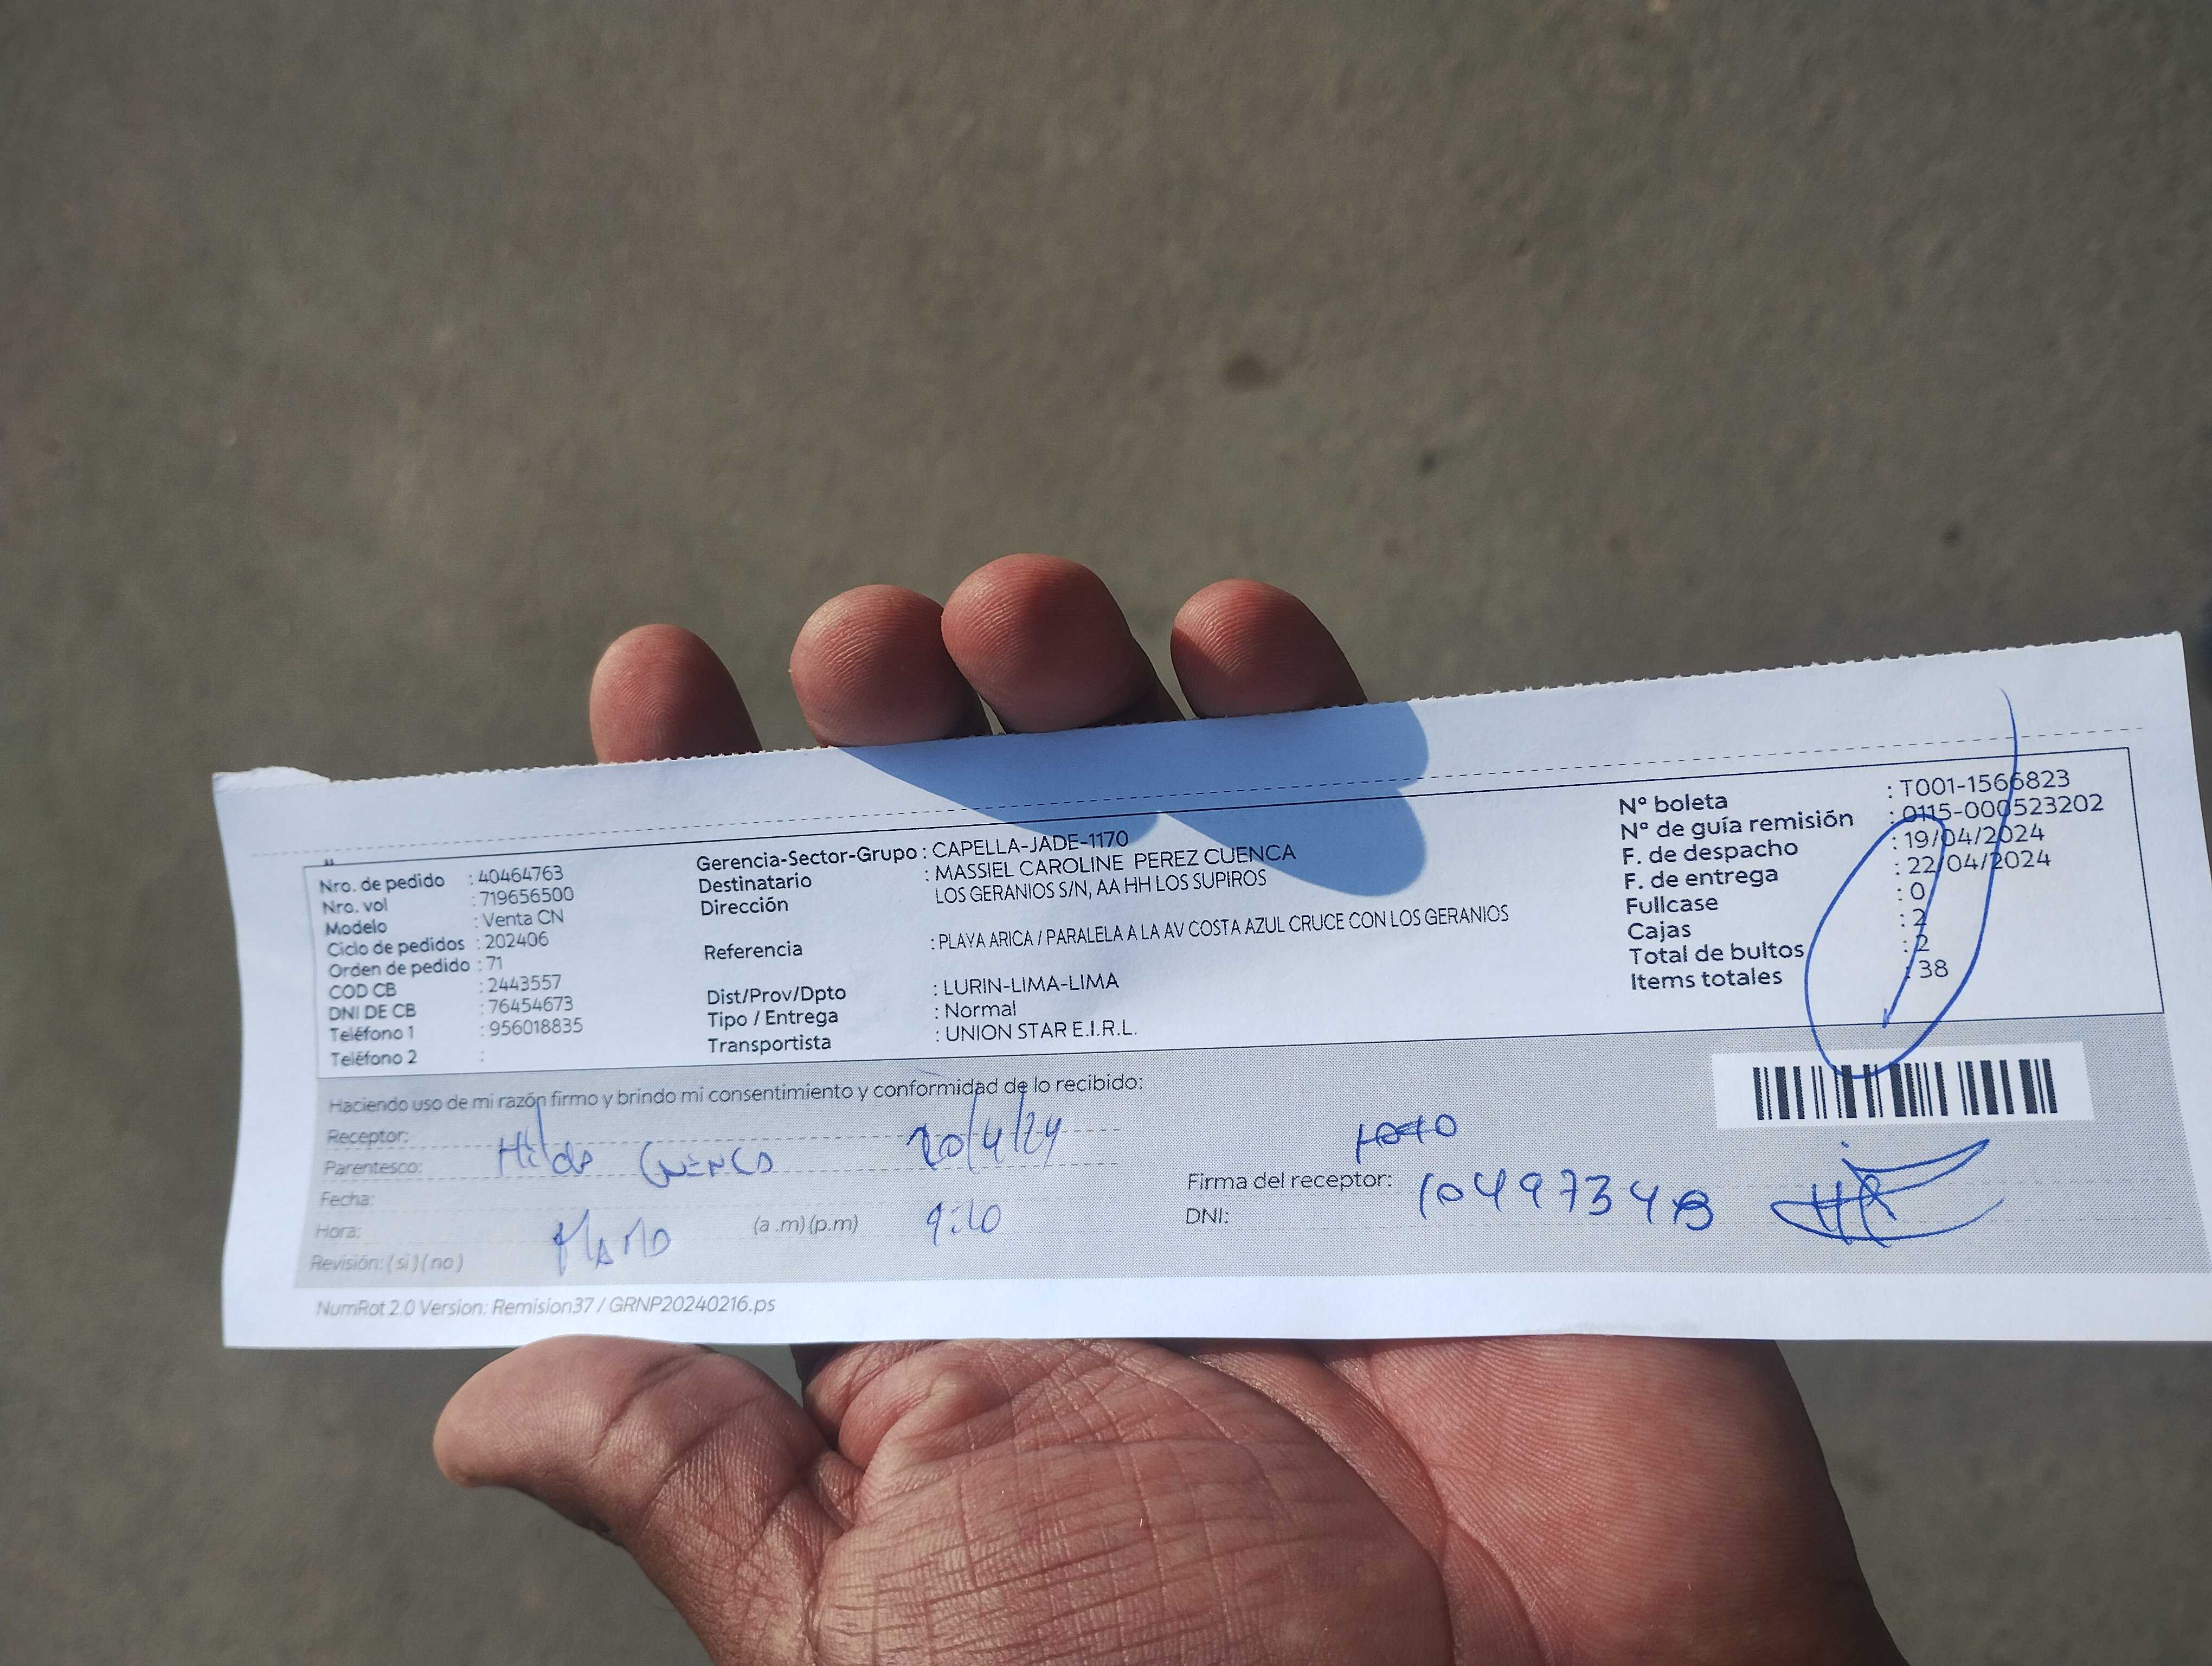 Nro. de pedido : 40464763
Nro. vol : 719656500
Modelo : Venta CN
Ciclo de pedidos : 202406
Orden de pedido : 71
COD CB : 2443557
DNI DE CB : 76454673
Teléfono 1 : 956018835
Teléfono 2 :
Gerencia-Sector-Grupo : CAPELLA-JADE-1170
Destinatario : MASSIEL CAROLINE PEREZ CUENCA
Dirección LOS GERANIOS S/N, AA HH LOS SUPIROS
Referencia : PLAYA ARICA / PARALELA A LA AV COSTA AZUL CRUCE CON LOS GERANIOS
Dist/Prov/Dpto : LURIN-LIMA-LIMA
Tipo / Entrega : Normal
Transportista : UNION STAR E.I.R.L.
N° boleta : T001-1566823
N° de guía remisión : 0115-000523202
F. de despacho : 19/04/2024
F. de entrega : 22/04/2024
Fullcase : 0
Cajas : 2
Total de bultos : 2
Items totales : 38
Haciendo uso de mi razón firmo y brindo mi consentimiento y conformidad de lo recibido:
Receptor:
Parentesco: Hilda Cuenca 20/4/24
Fecha:
Hora: (a .m) (p.m) 9:10
Revisión: ( si ) ( no )
Firma del receptor: 10497348
DNI:
NumRot 2.0 Version: Remision37 / GRNP20240216.ps